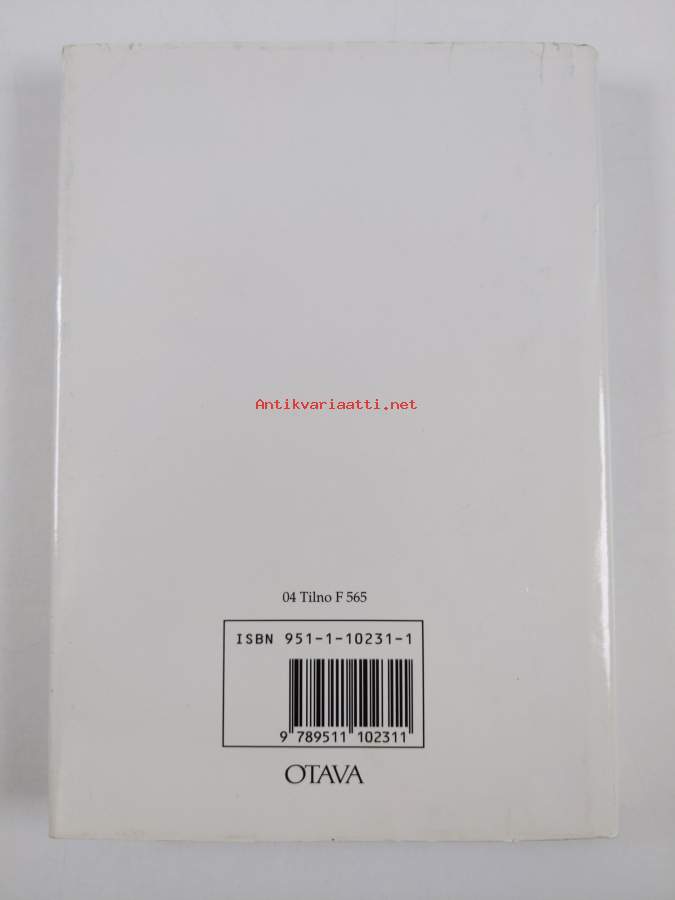 Antikvariaatti.net
04 Tilno F 565
ISBN 951-1-10231-1
9 789511 102311
OTAVA